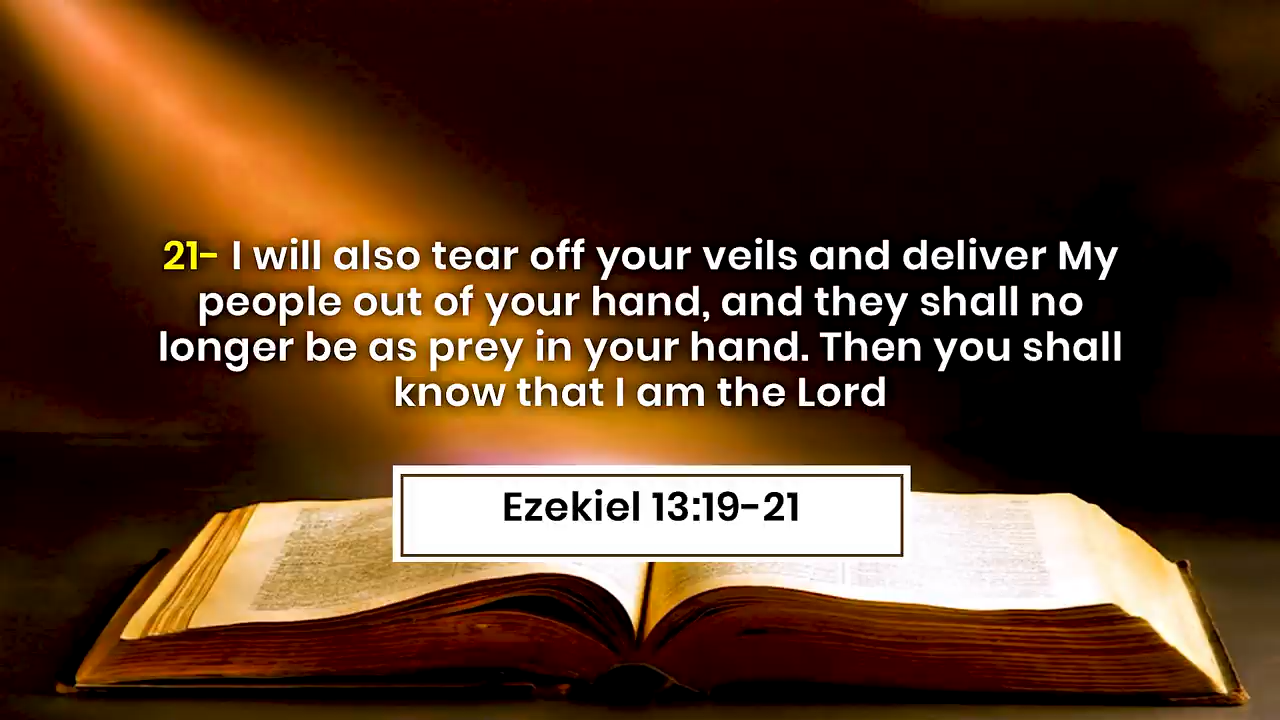 21- I will also tear off your veils and deliver My
people out of your hand, and they shall no
longer be as prey in your hand. Then you shall
know that I am the Lord
Ezekiel 13:19-21